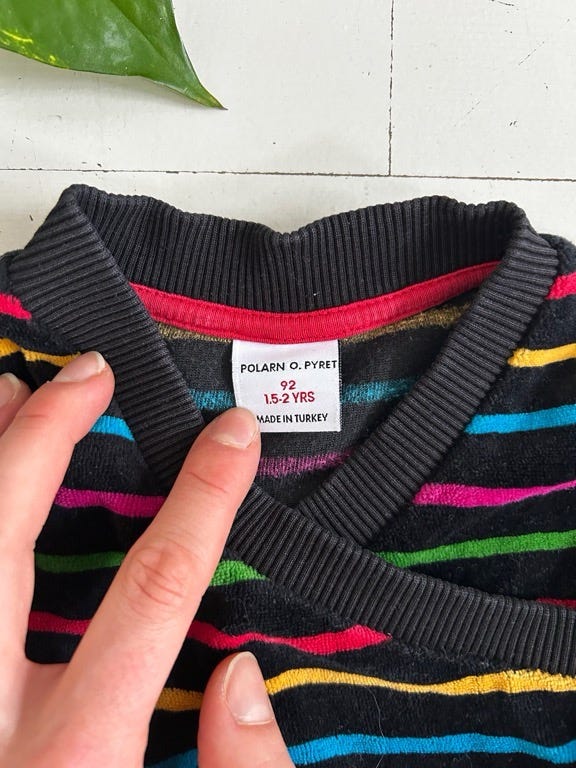 POLARN O. PYRET
92
1.5-2 YRS
MADE IN TURKEY